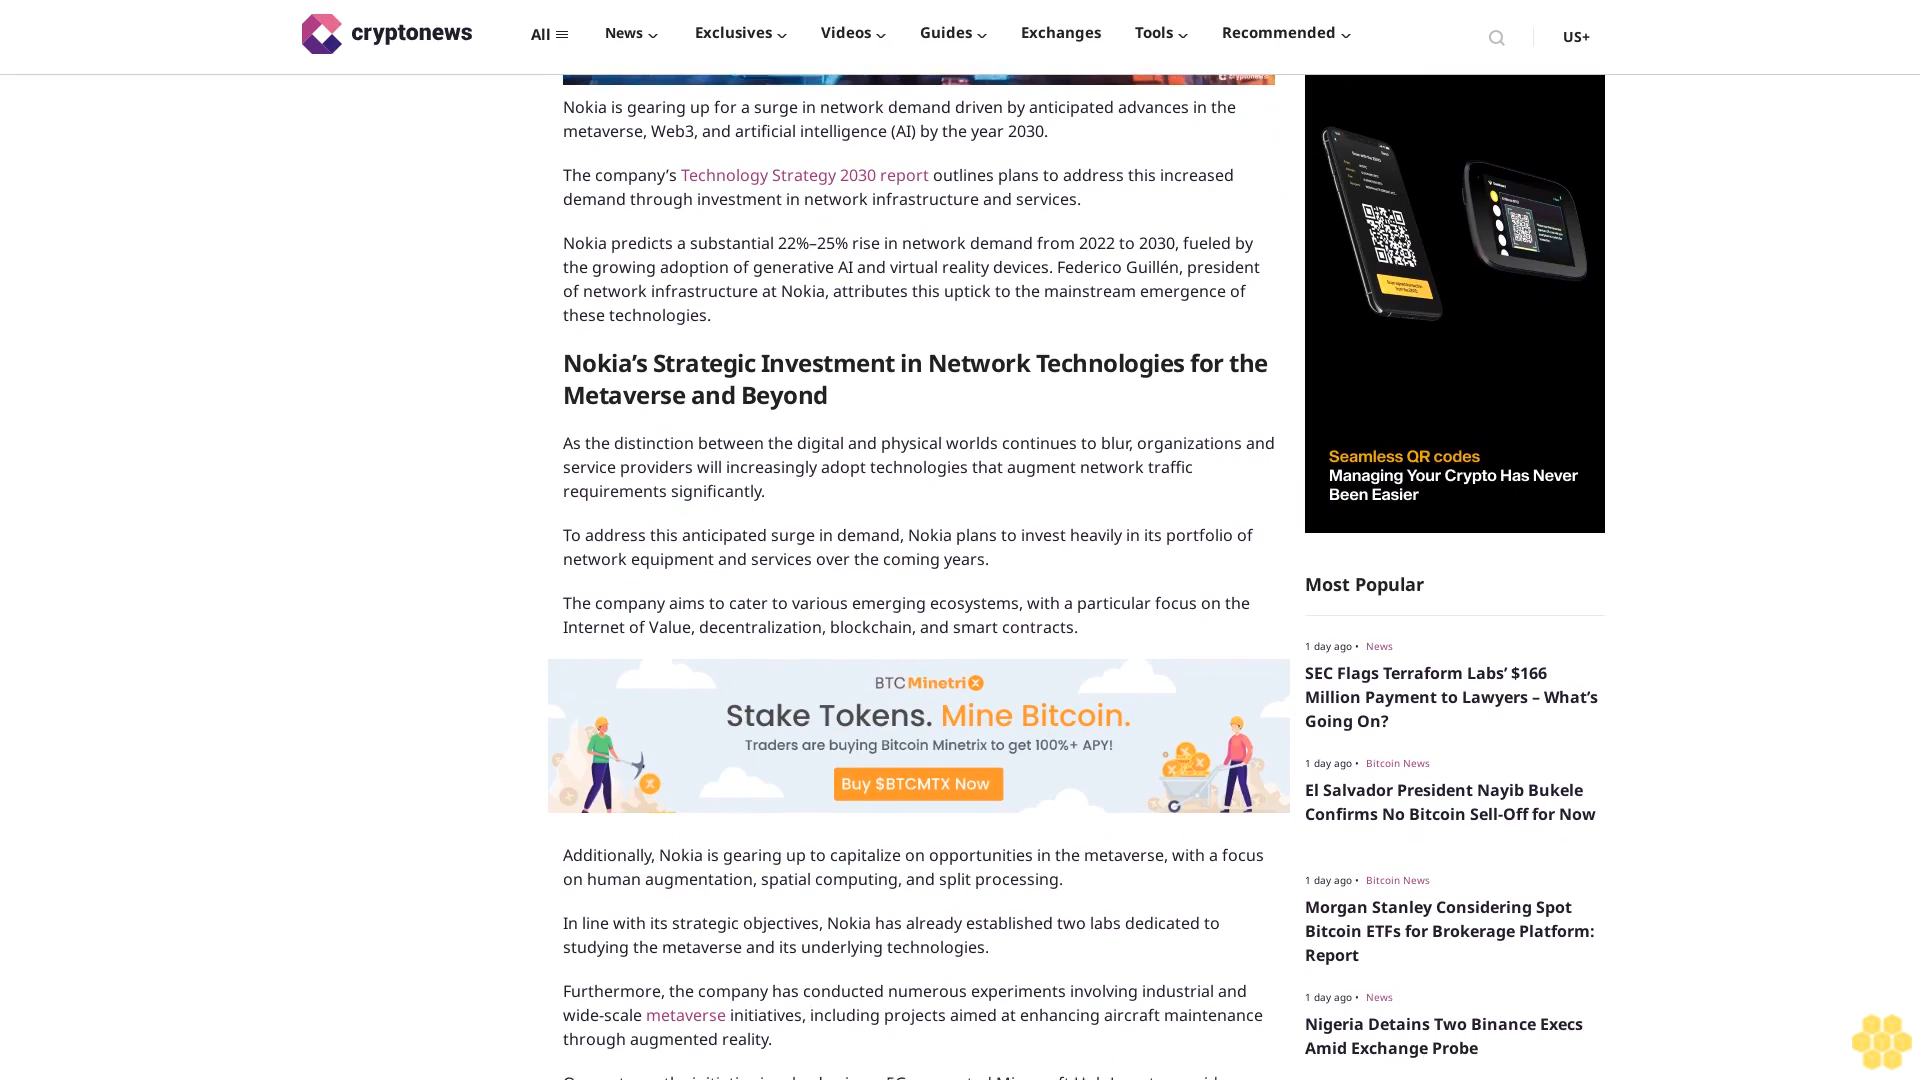 cryptonews
All
News
Exclusives
Videos
Guides
Exchanges
Tools
Recommended
US+
cryptonews
Nokia is gearing up for a surge in network demand driven by anticipated advances in the
metaverse, Web3, and artificial intelligence (AI) by the year 2030.
The company’s Technology Strategy 2030 report outlines plans to address this increased
demand through investment in network infrastructure and services.
Nokia predicts a substantial 22%–25% rise in network demand from 2022 to 2030, fueled by
the growing adoption of generative AI and virtual reality devices. Federico Guillén, president
of network infrastructure at Nokia, attributes this uptick to the mainstream emergence of
these technologies.
Nokia’s Strategic Investment in Network Technologies for the
Metaverse and Beyond
As the distinction between the digital and physical worlds continues to blur, organizations and
service providers will increasingly adopt technologies that augment network traffic
requirements significantly.
To address this anticipated surge in demand, Nokia plans to invest heavily in its portfolio of
network equipment and services over the coming years.
The company aims to cater to various emerging ecosystems, with a particular focus on the
Internet of Value, decentralization, blockchain, and smart contracts.
BTC MinetriX
Stake Tokens. Mine Bitcoin.
Traders are buying Bitcoin Minetrix to get 100%+ APY!
Buy $BTCMTX Now
Additionally, Nokia is gearing up to capitalize on opportunities in the metaverse, with a focus
on human augmentation, spatial computing, and split processing.
In line with its strategic objectives, Nokia has already established two labs dedicated to
studying the metaverse and its underlying technologies.
Furthermore, the company has conducted numerous experiments involving industrial and
wide-scale metaverse initiatives, including projects aimed at enhancing aircraft maintenance
through augmented reality.
Seamless QR codes
Managing Your Crypto Has Never
Been Easier
Most Popular
1 day ago • News
SEC Flags Terraform Labs’ $166
Million Payment to Lawyers – What’s
Going On?
1 day ago • Bitcoin News
El Salvador President Nayib Bukele
Confirms No Bitcoin Sell-Off for Now
1 day ago • Bitcoin News
Morgan Stanley Considering Spot
Bitcoin ETFs for Brokerage Platform:
Report
1 day ago • News
Nigeria Detains Two Binance Execs
Amid Exchange Probe